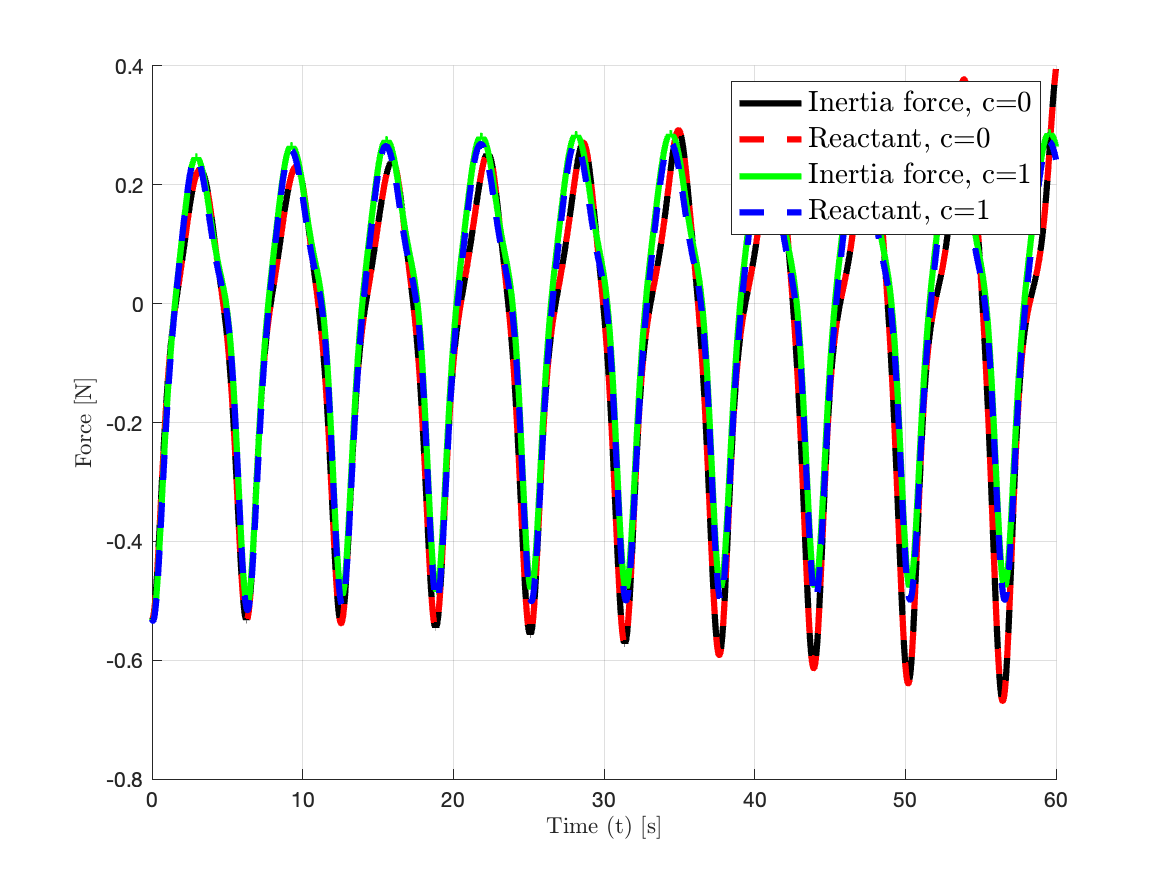 0.4
0.2
0
-0.2
-0.4
-0.6
-0.8
Force [N]
Inertia force, c=0
Reactant, c=0
Inertia force, c=1
Reactant, c=1
0 10 20 30 40 50 60
Time (t) [s]